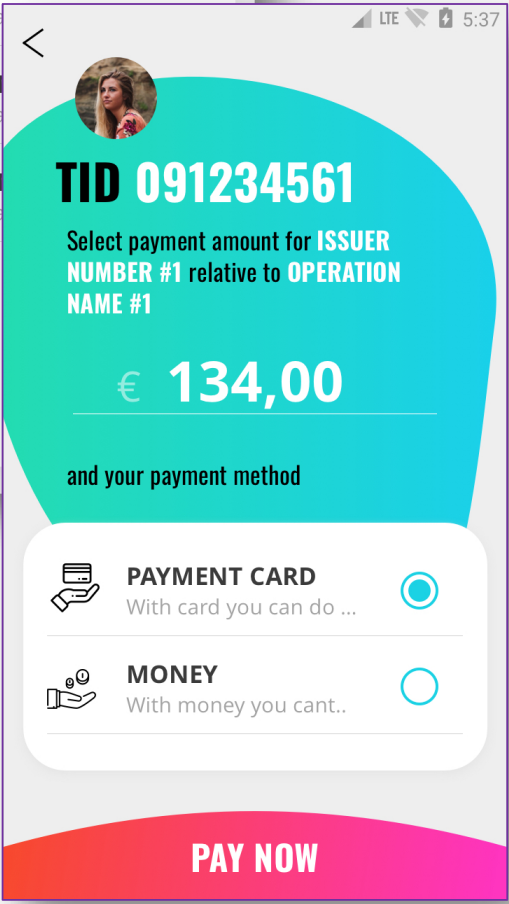 LTE 5:37
TID 091234561
Select payment amount for ISSUER
NUMBER #1 relative to OPERATION
NAME #1
€ 134,00
and your payment method
PAYMENT CARD
With card you can do ...
MONEY
With money you cant..
PAY NOW